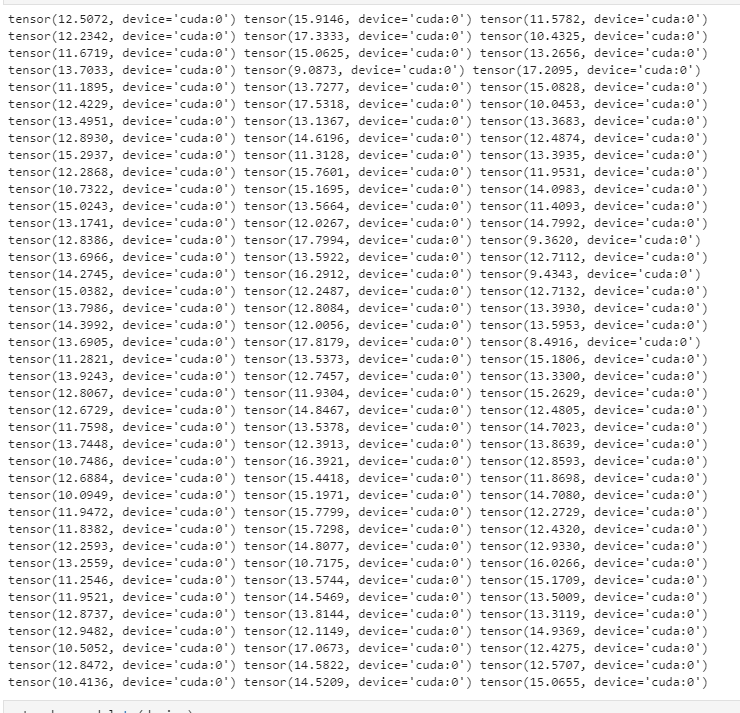 tensor(12.5072, device='cuda:0') tensor(15.9146, device='cuda:0') tensor(11.5782, device='cuda:0')
tensor(12.2342, device='cuda:0') tensor(17.3333, device='cuda:0') tensor(10.4325, device='cuda:0')
tensor(11.6719, device='cuda:0') tensor(15.0625, device='cuda:0') tensor(13.2656, device='cuda:0')
tensor(13.7033, device='cuda:0') tensor(9.0873, device='cuda:0') tensor(17.2095, device='cuda:0')
tensor(11.1895, device='cuda:0') tensor(13.7277, device='cuda:0') tensor(15.0828, device='cuda:0')
tensor(12.4229, device='cuda:0') tensor(17.5318, device='cuda:0') tensor(10.0453, device='cuda:0')
tensor(13.4951, device='cuda:0') tensor(13.1367, device='cuda:0') tensor(13.3683, device='cuda:0')
tensor(12.8930, device='cuda:0') tensor(14.6196, device='cuda:0') tensor(12.4874, device='cuda:0')
tensor(15.2937, device='cuda:0') tensor(11.3128, device='cuda:0') tensor(13.3935, device='cuda:0')
tensor(12.2868, device='cuda:0') tensor(15.7601, device='cuda:0') tensor(11.9531, device='cuda:0')
tensor(10.7322, device='cuda:0') tensor(15.1695, device='cuda:0') tensor(14.0983, device='cuda:0')
tensor(15.0243, device='cuda:0') tensor(13.5664, device='cuda:0') tensor(11.4093, device='cuda:0')
tensor(13.1741, device='cuda:0') tensor(12.0267, device='cuda:0') tensor(14.7992, device='cuda:0')
tensor(12.8386, device='cuda:0') tensor(17.7994, device='cuda:0') tensor(9.3620, device='cuda:0')
tensor(13.6966, device='cuda:0') tensor(13.5922, device='cuda:0') tensor(12.7112, device='cuda:0')
tensor(14.2745, device='cuda:0') tensor(16.2912, device='cuda:0') tensor(9.4343, device='cuda:0')
tensor(15.0382, device='cuda:0') tensor(12.2487, device='cuda:0') tensor(12.7132, device='cuda:0')
tensor(13.7986, device='cuda:0') tensor(12.8084, device='cuda:0') tensor(13.3930, device='cuda:0')
tensor(14.3992, device='cuda:0') tensor(12.0056, device='cuda:0') tensor(13.5953, device='cuda:0')
tensor(13.6905, device='cuda:0') tensor(17.8179, device='cuda:0') tensor(8.4916, device='cuda:0')
tensor(11.2821, device='cuda:0') tensor(13.5373, device='cuda:0') tensor(15.1806, device='cuda:0')
tensor(13.9243, device='cuda:0') tensor(12.7457, device='cuda:0') tensor(13.3300, device='cuda:0')
tensor(12.8067, device='cuda:0') tensor(11.9304, device='cuda:0') tensor(15.2629, device='cuda:0')
tensor(12.6729, device='cuda:0') tensor(14.8467, device='cuda:0') tensor(12.4805, device='cuda:0')
tensor(11.7598, device='cuda:0') tensor(13.5378, device='cuda:0') tensor(14.7023, device='cuda:0')
tensor(13.7448, device='cuda:0') tensor(12.3913, device='cuda:0') tensor(13.8639, device='cuda:0')
tensor(10.7486, device='cuda:0') tensor(16.3921, device='cuda:0') tensor(12.8593, device='cuda:0')
tensor(12.6884, device='cuda:0') tensor(15.4418, device='cuda:0') tensor(11.8698, device='cuda:0')
tensor(10.0949, device='cuda:0') tensor(15.1971, device='cuda:0') tensor(14.7080, device='cuda:0')
tensor(11.9472, device='cuda:0') tensor(15.7799, device='cuda:0') tensor(12.2729, device='cuda:0')
tensor(11.8382, device='cuda:0') tensor(15.7298, device='cuda:0') tensor(12.4320, device='cuda:0')
tensor(12.2593, device='cuda:0') tensor(14.8077, device='cuda:0') tensor(12.9330, device='cuda:0')
tensor(13.2559, device='cuda:0') tensor(10.7175, device='cuda:0') tensor(16.0266, device='cuda:0')
tensor(11.2546, device='cuda:0') tensor(13.5744, device='cuda:0') tensor(15.1709, device='cuda:0')
tensor(11.9521, device='cuda:0') tensor(14.5469, device='cuda:0') tensor(13.5009, device='cuda:0')
tensor(12.8737, device='cuda:0') tensor(13.8144, device='cuda:0') tensor(13.3119, device='cuda:0')
tensor(12.9482, device='cuda:0') tensor(12.1149, device='cuda:0') tensor(14.9369, device='cuda:0')
tensor(10.5052, device='cuda:0') tensor(17.0673, device='cuda:0') tensor(12.4275, device='cuda:0')
tensor(12.8472, device='cuda:0') tensor(14.5822, device='cuda:0') tensor(12.5707, device='cuda:0')
tensor(10.4136, device='cuda:0') tensor(14.5209, device='cuda:0') tensor(15.0655, device='cuda:0')